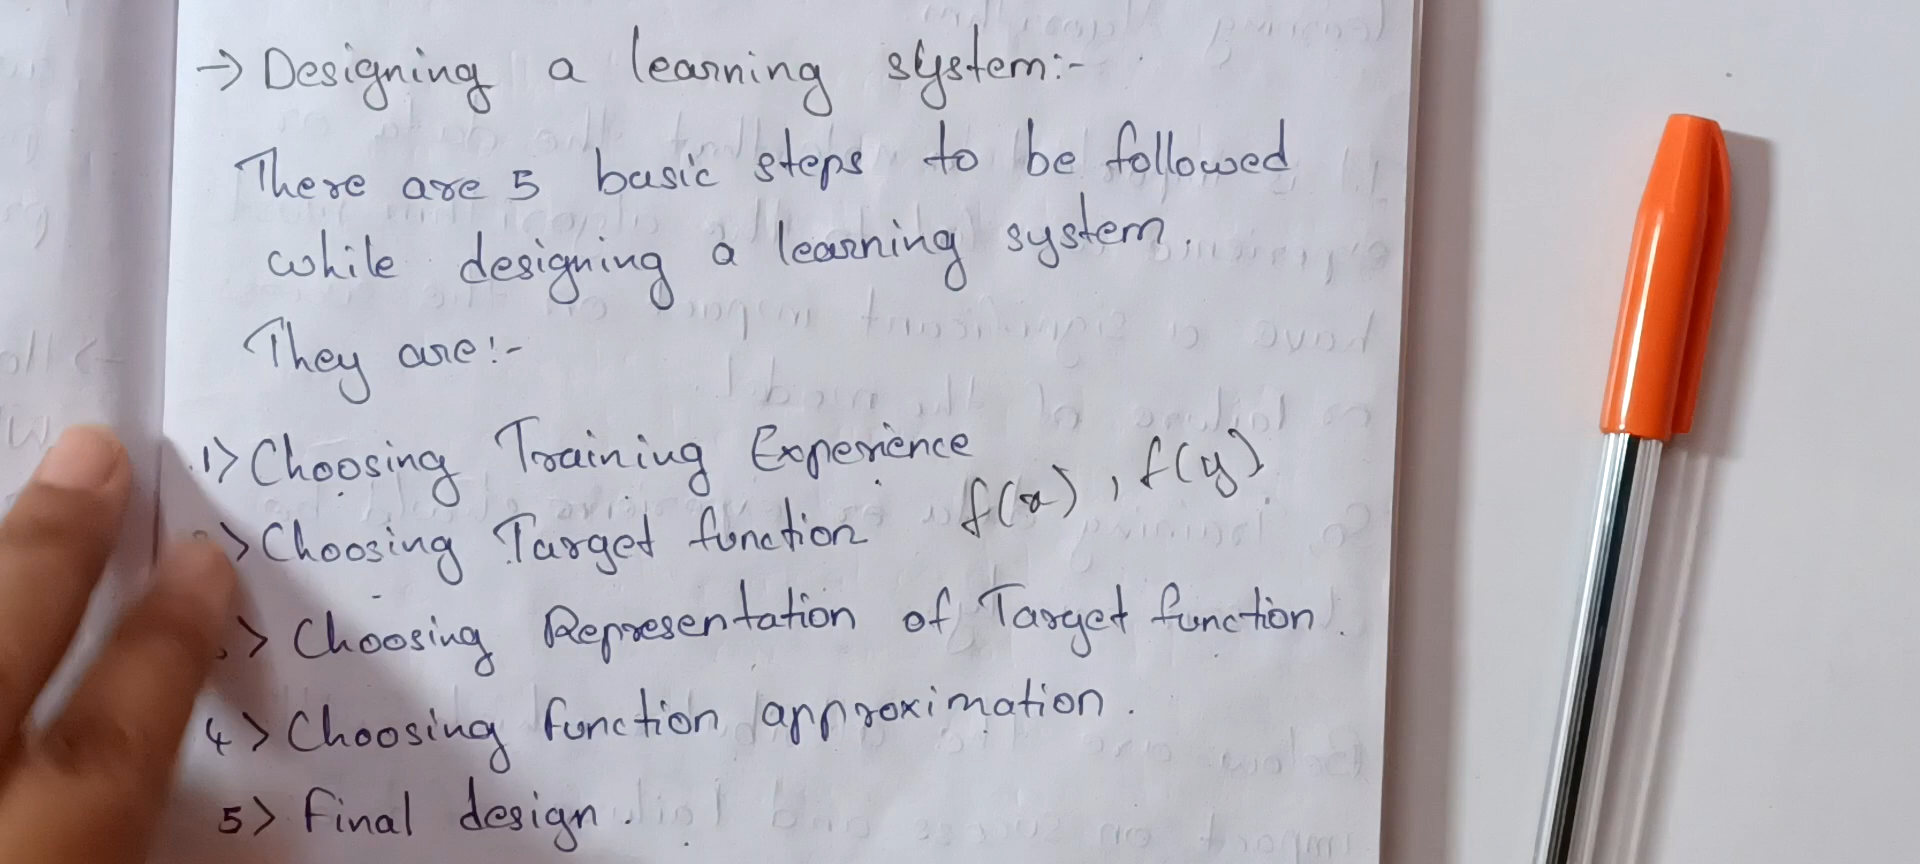 → Designing a learning system:-
There are 5 basic steps to be followed
while designing a learning system.
They are:-
1> Choosing Training Experience
> Choosing Target function f(x), f(y)
> Choosing Representation of Target function.
4> Choosing function approximation.
5> Final design.